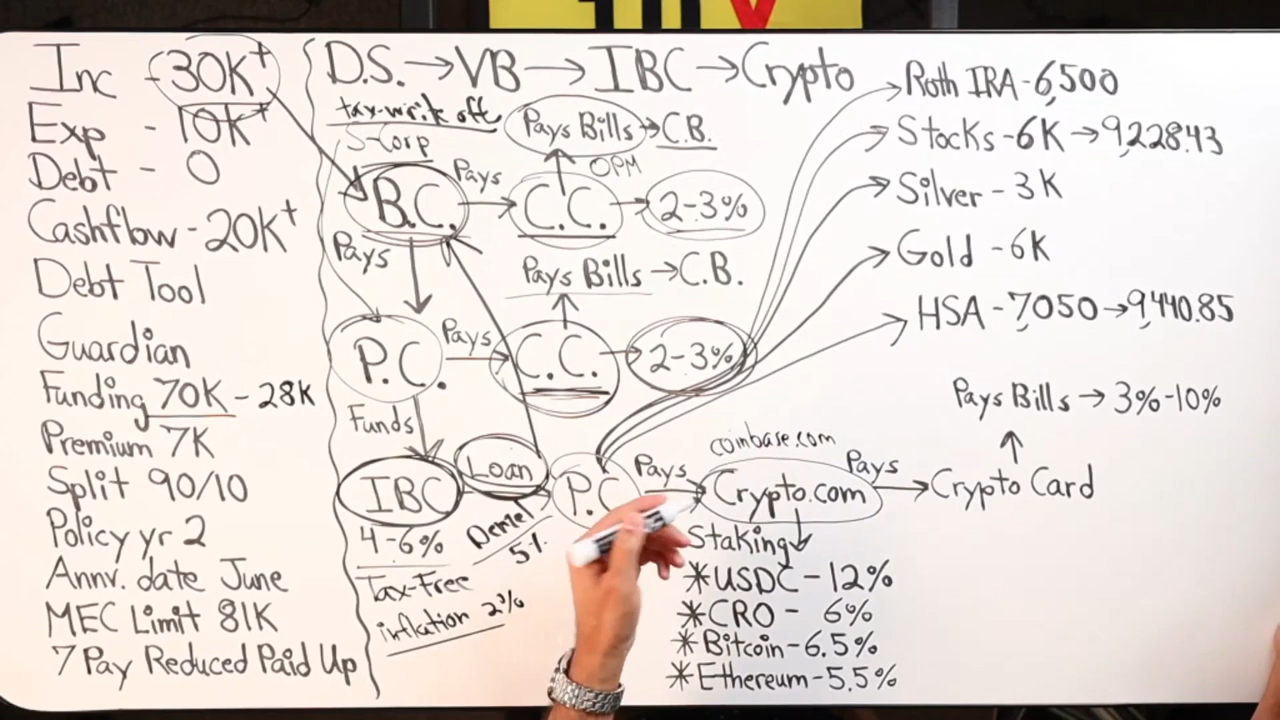 Inc - 30K+
Exp - 10K+
Debt - 0
Cashflow - 20K+
Debt Tool
Guardian
Funding 70K - 28K
Premium 7K
Split 90/10
Policy yr 2
Annv. date June
MEC Limit 81K
7 Pay Reduced Paid Up
D.S. → VB → IBC → Crypto
tax-write off
S-Corp
Pays Bills → C.B.
OPM
B.C. Pays → C.C. → 2-3%
Pays
Pays Bills → C.B.
P.C. Pays → C.C. → 2-3%
Funds
IBC
Loan
P.C Pays → Crypto.com Pays → Crypto Card
coinbase.com
Pays Bills → 3%-10%
4-6%
Tax-Free
inflation 2%
5%
Staking
*USDC - 12%
*CRO - 6%
*Bitcoin - 6.5%
*Ethereum - 5.5%
Roth IRA - 6,500
Stocks - 6K → 9,228.43
Silver - 3K
Gold - 6K
HSA - 7,050 → 9,440.85